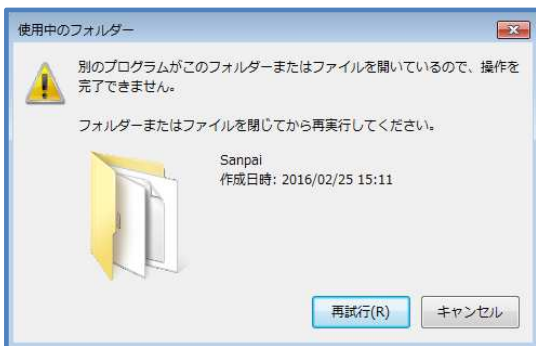 使用中のフォルダー
別のプログラムがこのフォルダーまたはファイルを開いているので、操作を
完了できません。
フォルダーまたはファイルを閉じてから再実行してください。
Sanpai
作成日時: 2016/02/25 15:11
再試行(R)
キャンセル